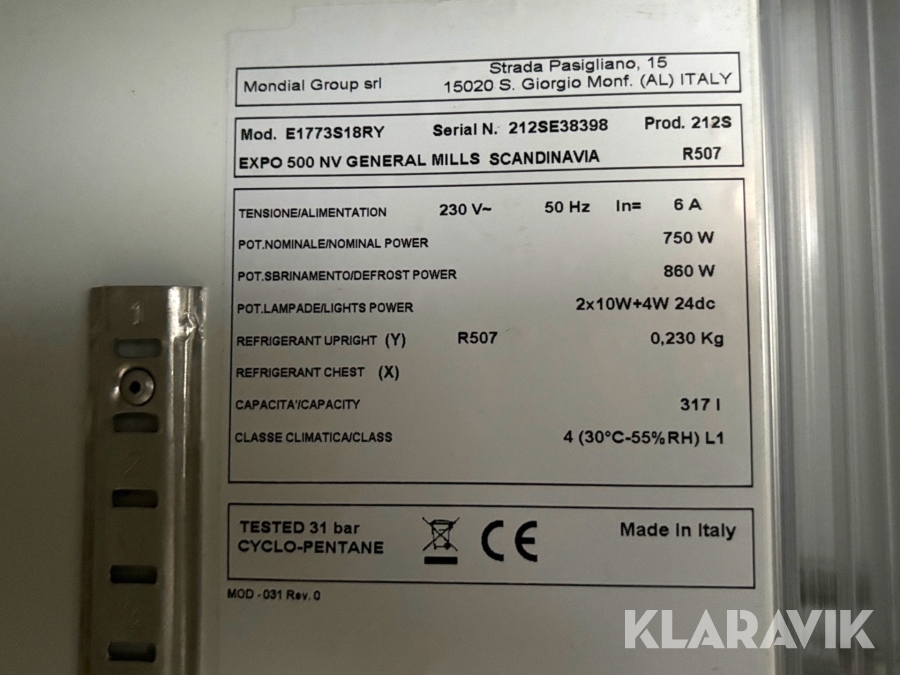 Mondial Group srl
Strada Pasigliano, 15
15020 S. Giorgio Monf. (AL) ITALY
Mod. E1773S18RY Serial N. 212SE38398 Prod. 212S
EXPO 500 NV GENERAL MILLS SCANDINAVIA R507
TENSIONE/ALIMENTATION 230 V~ 50 Hz In= 6 A
POT.NOMINALE/NOMINAL POWER 750 W
POT.SBRINAMENTO/DEFROST POWER 860 W
POT.LAMPADE/LIGHTS POWER 2x10W+4W 24dc
REFRIGERANT UPRIGHT (Y) R507 0,230 Kg
REFRIGERANT CHEST (X)
CAPACITA'/CAPACITY 317 l
CLASSE CLIMATICA/CLASS 4 (30°C-55%RH) L1
TESTED 31 bar
CYCLO-PENTANE
CE
Made in Italy
MOD - 031 Rev. 0
1
2
KLARAVIK